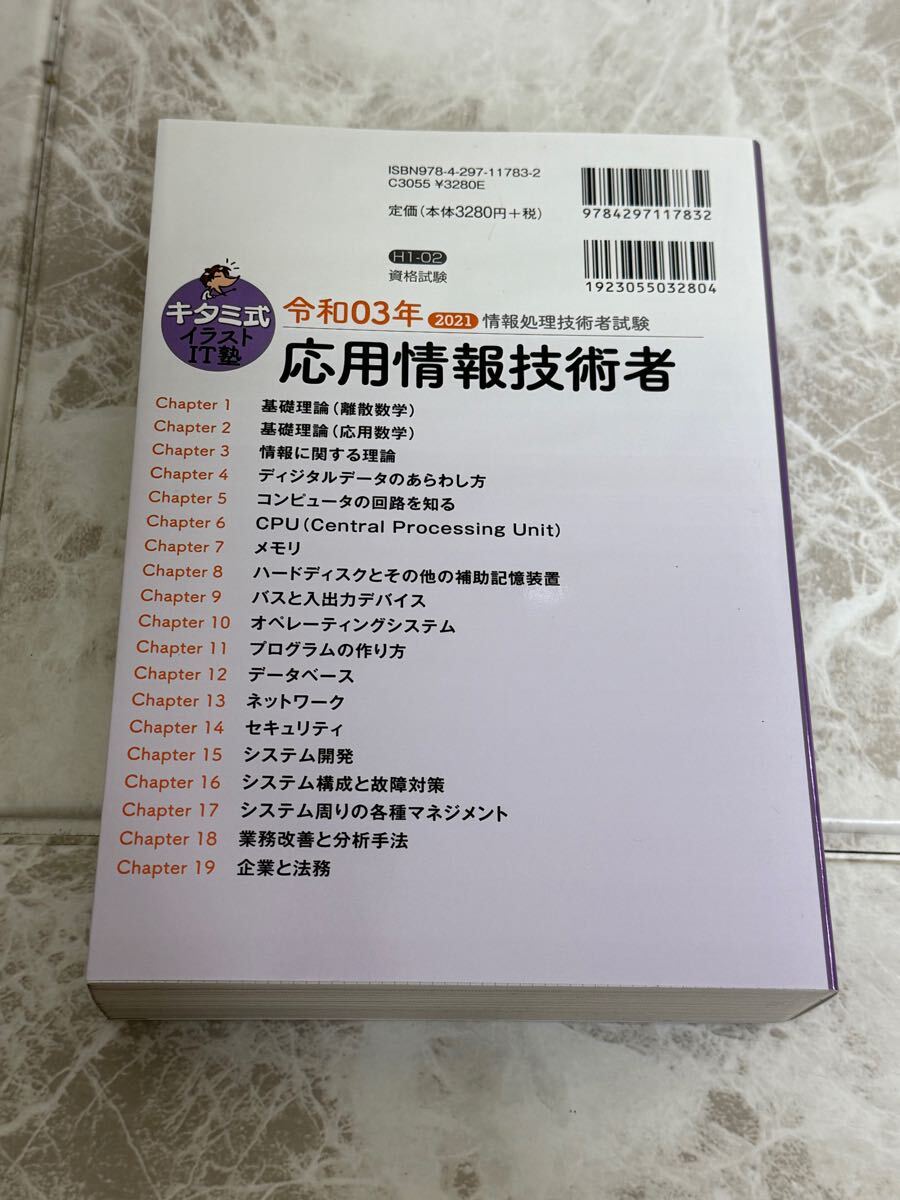 ISBN978-4-297-11783-2
C3055 ¥3280E
定価(本体3280円+税)
9784297117832
H1-02
資格試験
1923055032804
キタミ式
イラスト
IT塾
令和03年 2021 情報処理技術者試験
応用情報技術者
Chapter 1 基礎理論(離散数学)
Chapter 2 基礎理論(応用数学)
Chapter 3 情報に関する理論
Chapter 4 ディジタルデータのあらわし方
Chapter 5 コンピュータの回路を知る
Chapter 6 CPU(Central Processing Unit)
Chapter 7 メモリ
Chapter 8 ハードディスクとその他の補助記憶装置
Chapter 9 バスと入出力デバイス
Chapter 10 オペレーティングシステム
Chapter 11 プログラムの作り方
Chapter 12 データベース
Chapter 13 ネットワーク
Chapter 14 セキュリティ
Chapter 15 システム開発
Chapter 16 システム構成と故障対策
Chapter 17 システム周りの各種マネジメント
Chapter 18 業務改善と分析手法
Chapter 19 企業と法務